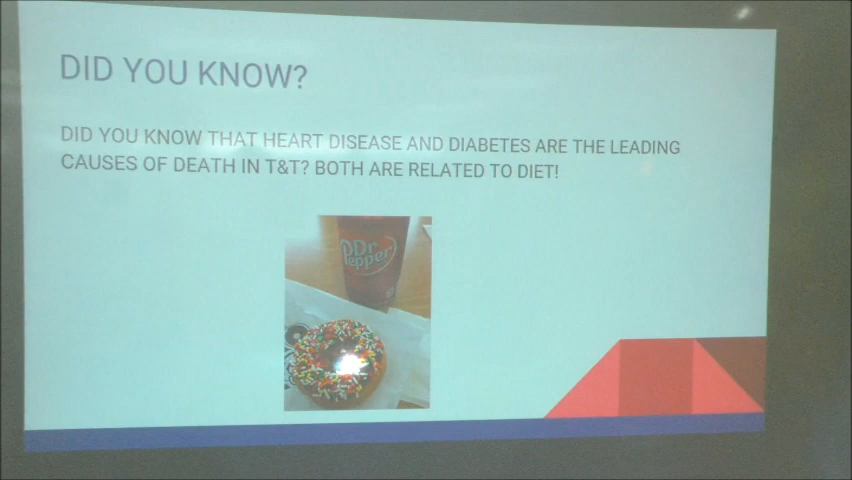 DID YOU KNOW?
DID YOU KNOW THAT HEART DISEASE AND DIABETES ARE THE LEADING
CAUSES OF DEATH IN T&T? BOTH ARE RELATED TO DIET!
Dr
Pepper